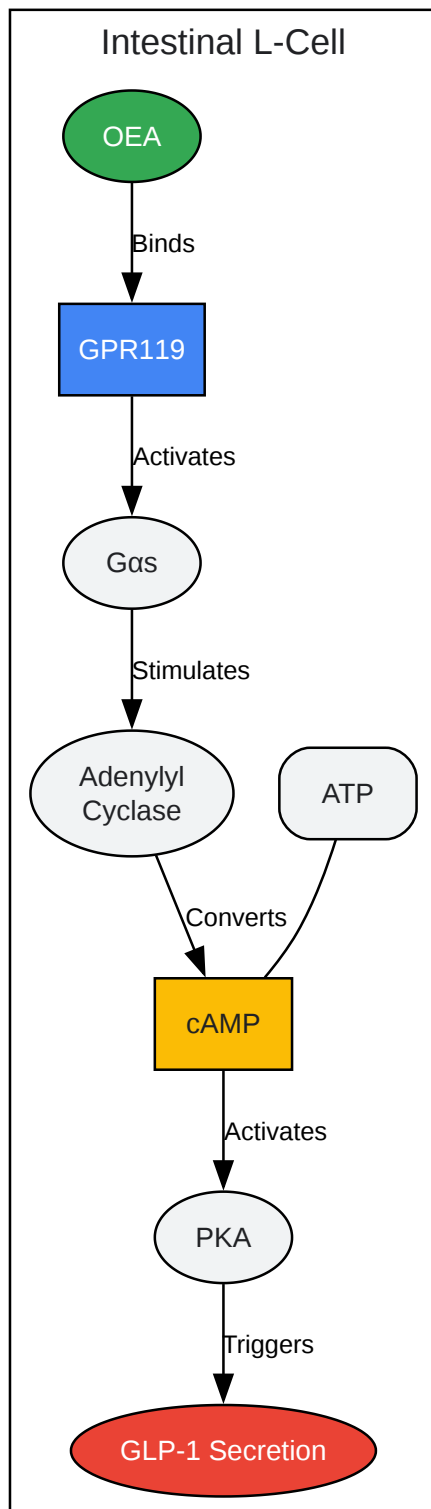 Intestinal L-Cell
OEA
Binds
GPR119
Activates
Gαs
Stimulates
Adenylyl
Cyclase
ATP
Converts
cAMP
Activates
PKA
Triggers
GLP-1 Secretion